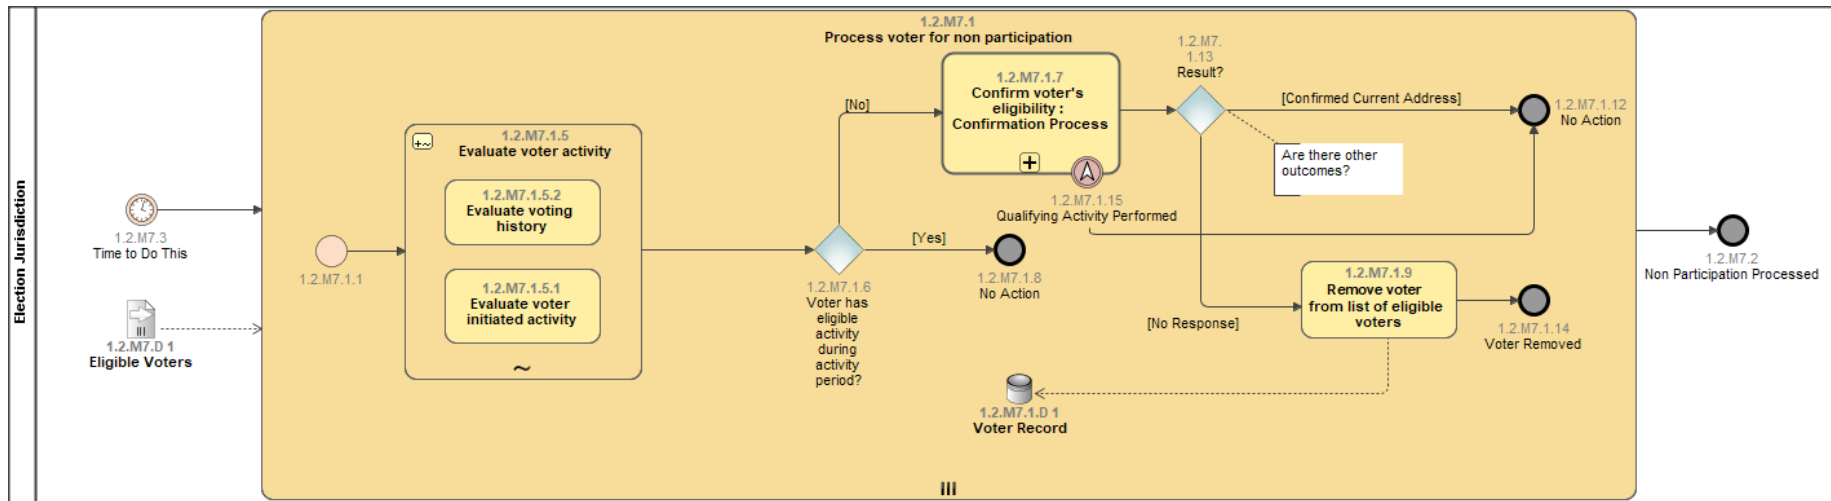 Election Jurisdiction
1.2.M7.3
Time to Do This
1.2.M7.D 1
Eligible Voters
1.2.M7.1
Process voter for non participation
1.2.M7.1.1
1.2.M7.1.5
Evaluate voter activity
1.2.M7.1.5.2
Evaluate voting
history
1.2.M7.1.5.1
Evaluate voter
initiated activity
1.2.M7.1.6
Voter has
eligible
activity
during
activity
period?
[No]
[Yes]
1.2.M7.1.8
No Action
1.2.M7.1.7
Confirm voter's
eligibility :
Confirmation Process
1.2.M7.1.15
Qualifying Activity Performed
1.2.M7.
1.13
Result?
[Confirmed Current Address]
1.2.M7.1.12
No Action
Are there other
outcomes?
[No Response]
1.2.M7.1.9
Remove voter
from list of eligible
voters
1.2.M7.1.14
Voter Removed
1.2.M7.1.D 1
Voter Record
1.2.M7.2
Non Participation Processed